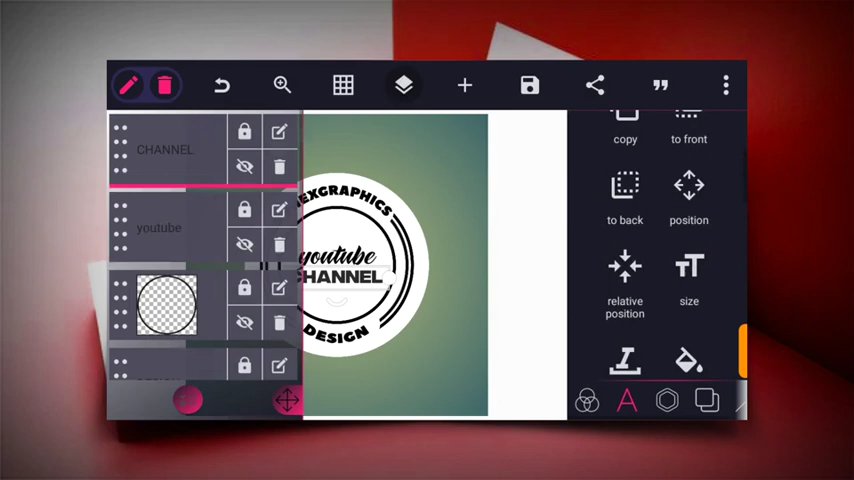 CHANNEL
youtube
EXGRAPHICS
youtube
CHANNEL
DESIGN
copy
to front
to back
position
relative
position
size